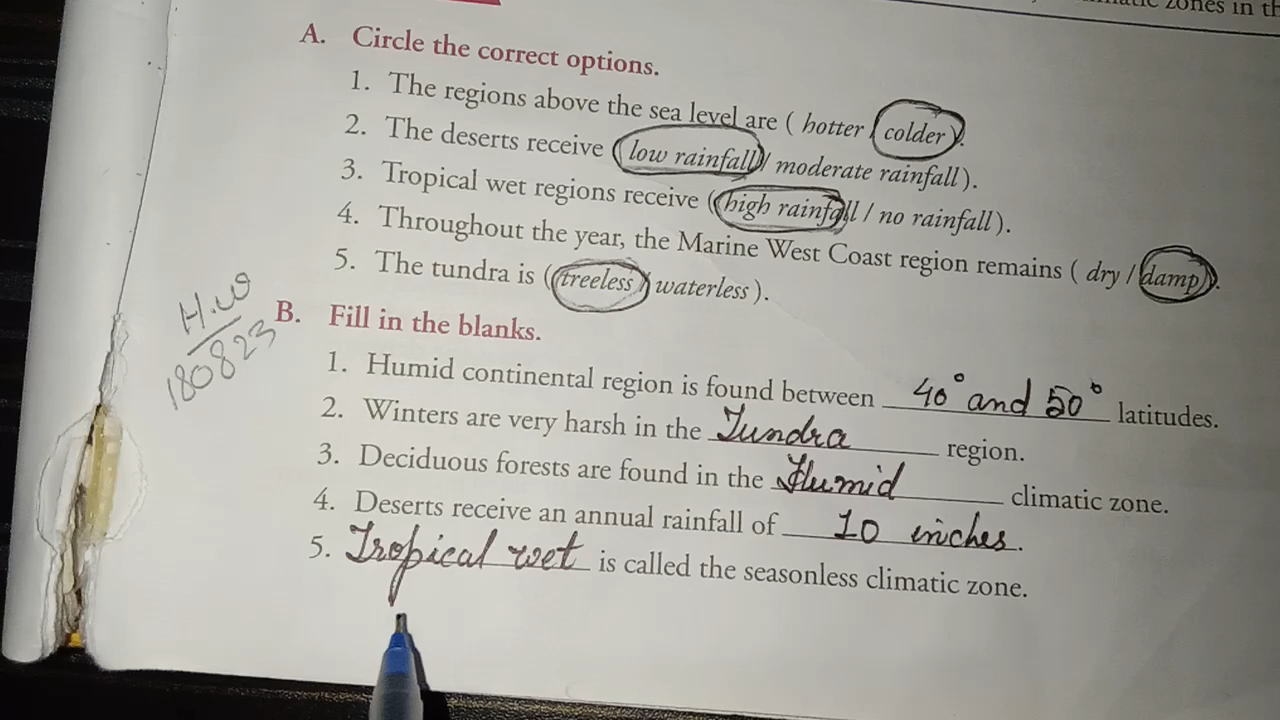 zones in th
A. Circle the correct options.
1. The regions above the sea level are ( hotter / colder ).
2. The deserts receive ( low rainfall / moderate rainfall ).
3. Tropical wet regions receive ( high rainfall / no rainfall ).
4. Throughout the year, the Marine West Coast region remains ( dry / damp ).
5. The tundra is ( treeless / waterless ).
H.W
180823
B. Fill in the blanks.
1. Humid continental region is found between 40° and 50° latitudes.
2. Winters are very harsh in the Tundra region.
3. Deciduous forests are found in the Humid climatic zone.
4. Deserts receive an annual rainfall of 10 inches.
5. Tropical wet is called the seasonless climatic zone.